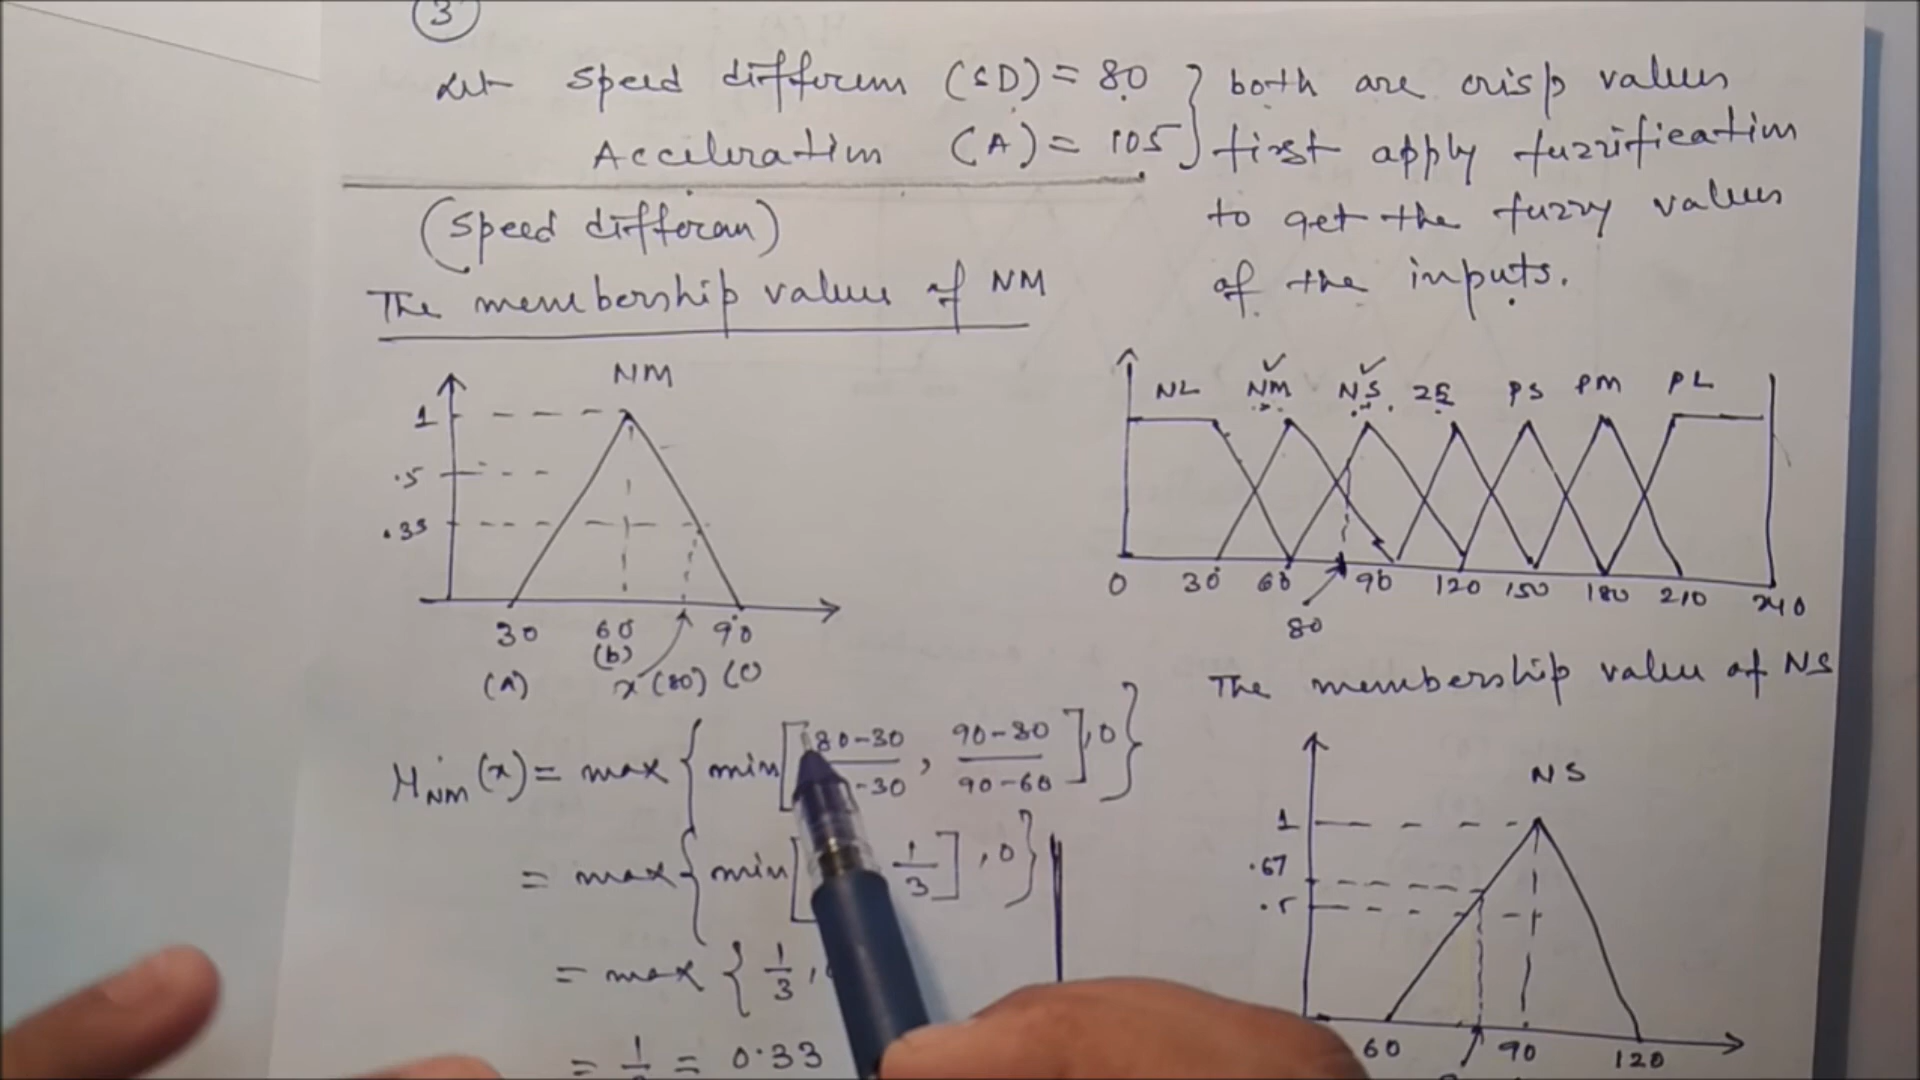 3
Let Speed differen (SD) = 80
Acceleration (A) = 105
both are crisp values
first apply fuzzification
to get the fuzzy values
of the inputs.
(Speed differen)
The membership value of NM
NM
1
.5
.33
30 60 90
(A) (b) x (80) (c)
NL NM NS ZE PS PM PL
0 30 60 90 120 150 180 210 240
80
μNM (x) = max { min [ 80-30 / -30 , 90-80 / 90-60 ] , 0 }
= max { min [ 1/3 ] , 0 }
= max { 1/3 ,
= 1/ = 0.33
The membership value of NS
NS
1
.67
.5
60 90 120